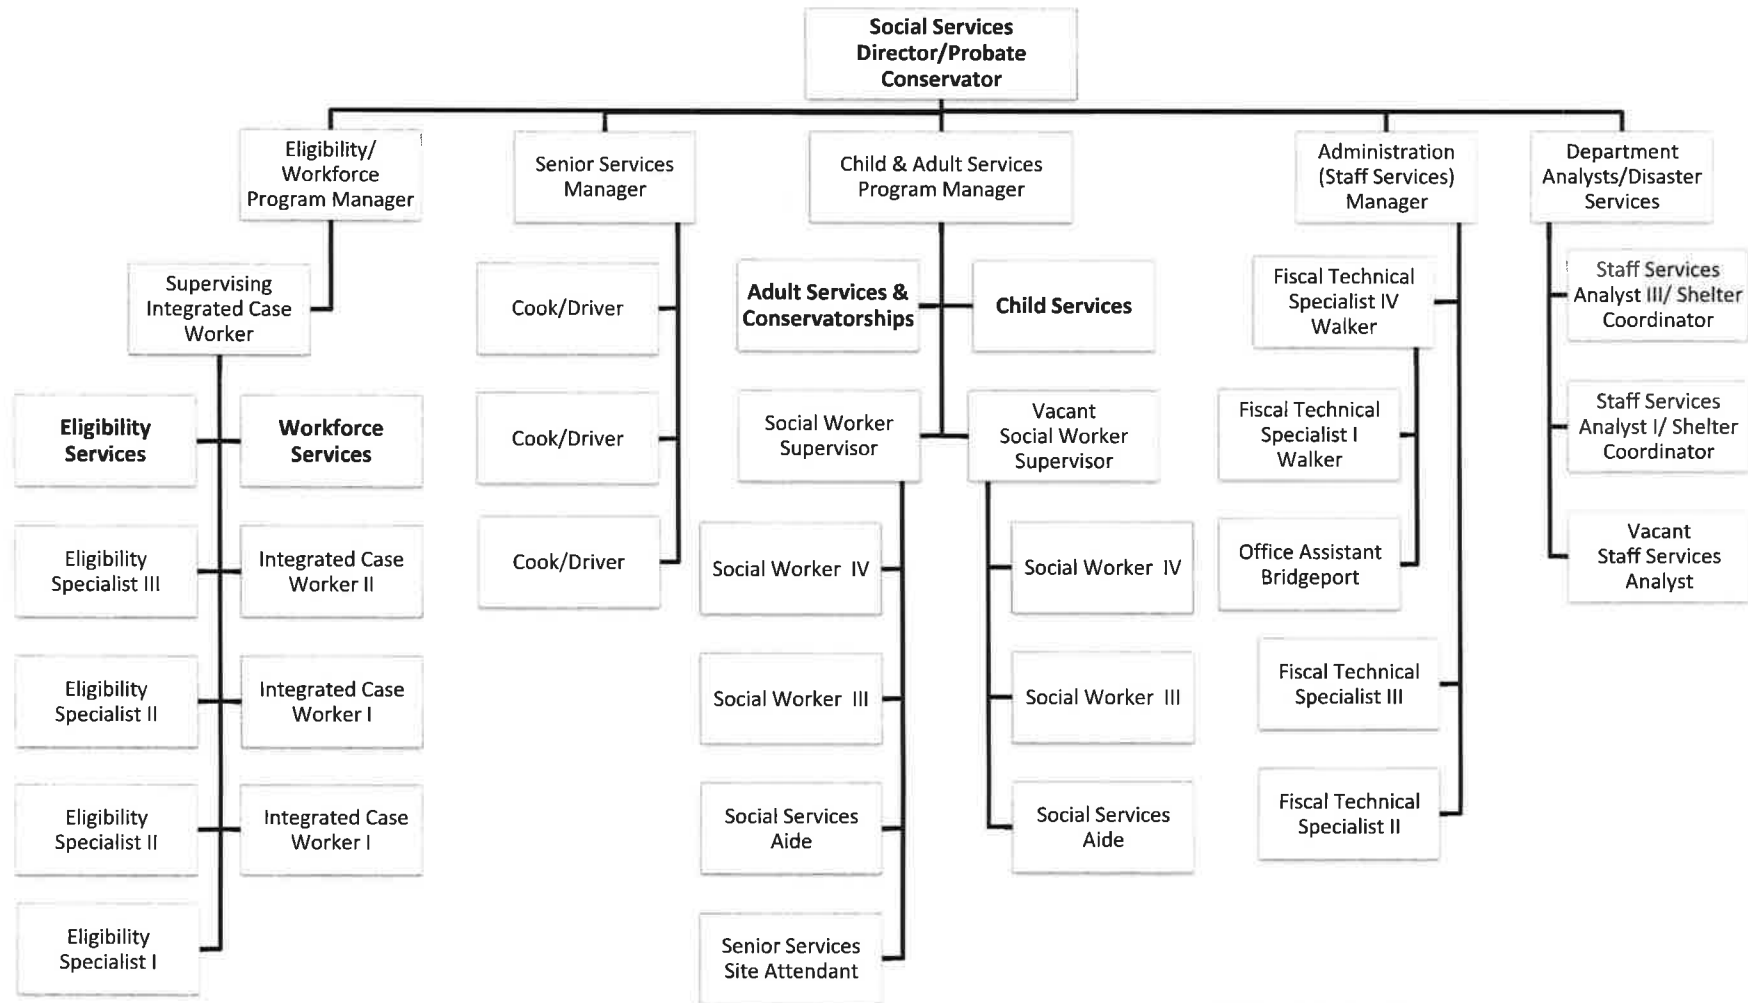 Social Services
Director/Probate
Conservator
Eligibility/
Workforce
Program Manager
Senior Services
Manager
Child & Adult Services
Program Manager
Administration
(Staff Services)
Manager
Department
Analysts/Disaster
Services
Supervising
Integrated Case
Worker
Eligibility
Services
Workforce
Services
Eligibility
Specialist III
Integrated Case
Worker II
Eligibility
Specialist II
Integrated Case
Worker I
Eligibility
Specialist II
Integrated Case
Worker I
Eligibility
Specialist I
Cook/Driver
Cook/Driver
Cook/Driver
Adult Services &
Conservatorships
Child Services
Social Worker
Supervisor
Vacant
Social Worker
Supervisor
Social Worker IV
Social Worker III
Social Services
Aide
Senior Services
Site Attendant
Social Worker IV
Social Worker III
Social Services
Aide
Fiscal Technical
Specialist IV
Walker
Fiscal Technical
Specialist I
Walker
Office Assistant
Bridgeport
Fiscal Technical
Specialist III
Fiscal Technical
Specialist II
Staff Services
Analyst III/ Shelter
Coordinator
Staff Services
Analyst I/ Shelter
Coordinator
Vacant
Staff Services
Analyst